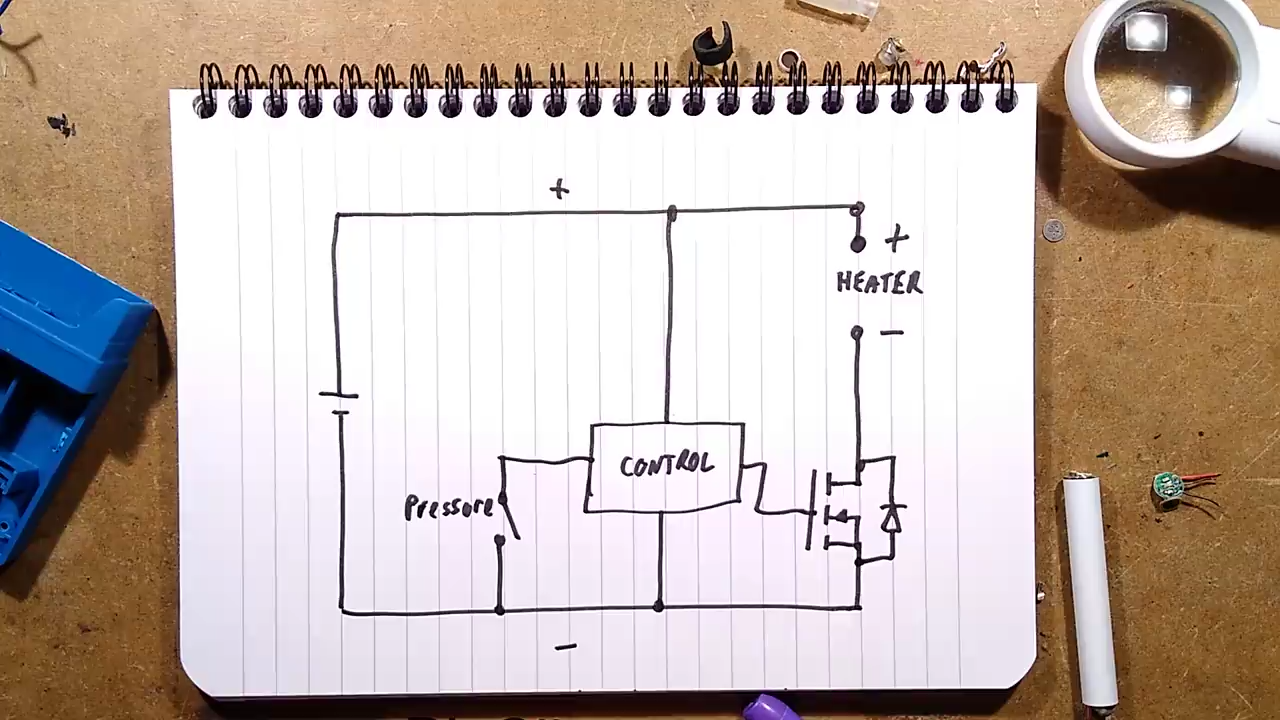 +
+
HEATER
-
CONTROL
Pressure
-